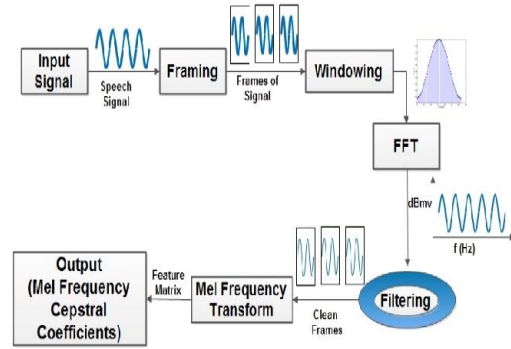 Input
Signal
Speech
Signal
Framing
Frames of
Signal
Windowing
FFT
dBmv
f (Hz)
Filtering
Clean
Frames
Mel Frequency
Transform
Feature
Matrix
Output
(Mel Frequency
Cepstral
Coefficients)